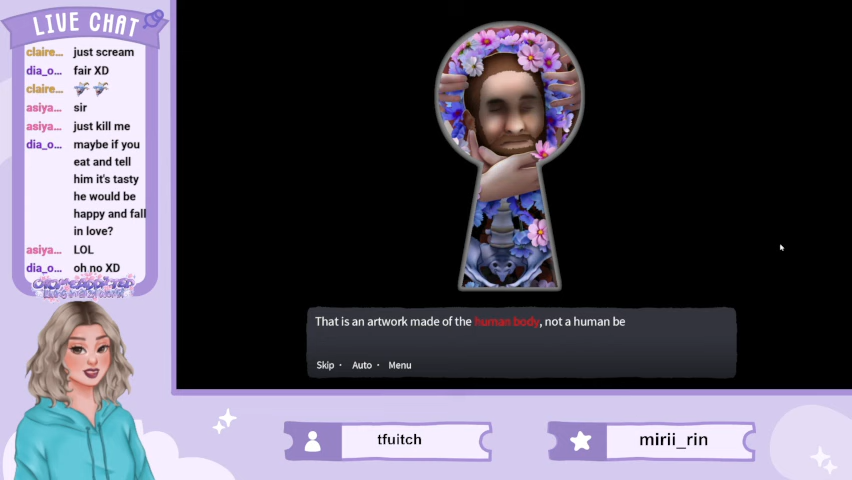 LIVE CHAT
claire... just scream
dia_o... fair XD
claire...
asiya... sir
asiya... just kill me
dia_o... maybe if you
eat and tell
him it's tasty
he would be
happy and fall
in love?
asiya... LOL
dia_o... oh no XD
That is an artwork made of the human body, not a human be
Skip · Auto · Menu
tfuitch
mirii_rin